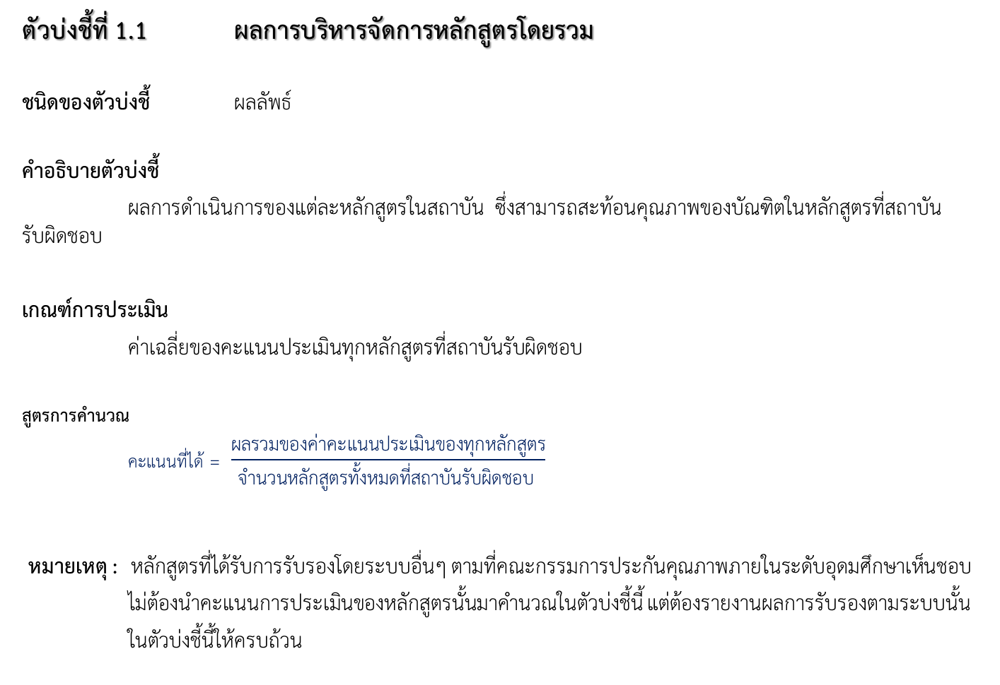 ตัวบ่งชี้ที่ 1.1 ผลการบริหารจัดการหลักสูตรโดยรวม
ชนิดของตัวบ่งชี้ ผลลัพธ์
คำอธิบายตัวบ่งชี้
ผลการดำเนินการของแต่ละหลักสูตรในสถาบัน ซึ่งสามารถสะท้อนคุณภาพของบัณฑิตในหลักสูตรที่สถาบัน
รับผิดชอบ
เกณฑ์การประเมิน
ค่าเฉลี่ยของคะแนนประเมินทุกหลักสูตรที่สถาบันรับผิดชอบ
สูตรการคำนวณ
คะแนนที่ได้ =
ผลรวมของค่าคะแนนประเมินของทุกหลักสูตร
จำนวนหลักสูตรทั้งหมดที่สถาบันรับผิดชอบ
หมายเหตุ : หลักสูตรที่ได้รับการรับรองโดยระบบอื่นๆ ตามที่คณะกรรมการประกันคุณภาพภายในระดับอุดมศึกษาเห็นชอบ
ไม่ต้องนำคะแนนการประเมินของหลักสูตรนั้นมาคำนวณในตัวบ่งชี้นี้ แต่ต้องรายงานผลการรับรองตามระบบนั้น
ในตัวบ่งชี้นี้ให้ครบถ้วน